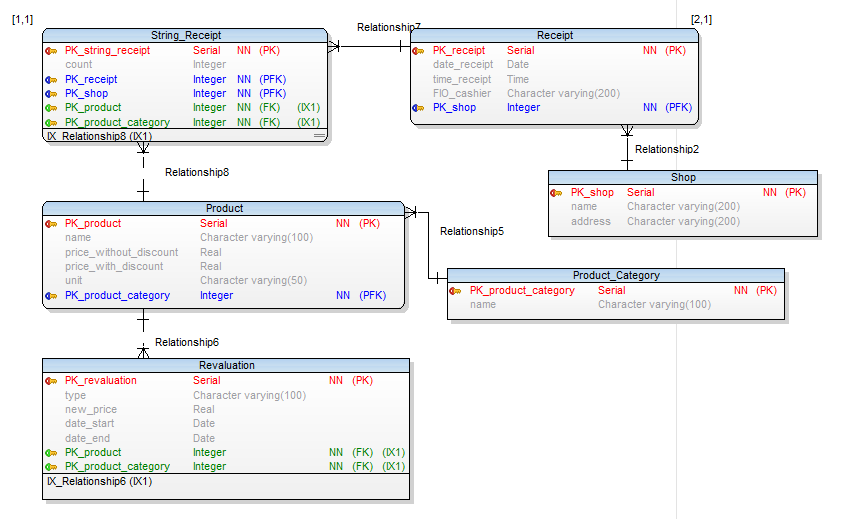 [1,1]
[2,1]
Relationship7
String_Receipt
PK_string_receipt Serial NN (PK)
count Integer
PK_receipt Integer NN (PFK)
PK_shop Integer NN (PFK)
PK_product Integer NN (FK) (IX1)
PK_product_category Integer NN (FK) (IX1)
IX_Relationship8 (IX1)
Receipt
PK_receipt Serial NN (PK)
date_receipt Date
time_receipt Time
FIO_cashier Character varying(200)
PK_shop Integer NN (PFK)
Relationship2
Relationship8
Shop
PK_shop Serial NN (PK)
name Character varying(200)
address Character varying(200)
Product
PK_product Serial NN (PK)
name Character varying(100)
price_without_discount Real
price_with_discount Real
unit Character varying(50)
PK_product_category Integer NN (PFK)
Relationship5
Product_Category
PK_product_category Serial NN (PK)
name Character varying(100)
Relationship6
Revaluation
PK_revaluation Serial NN (PK)
type Character varying(100)
new_price Real
date_start Date
date_end Date
PK_product Integer NN (FK) (IX1)
PK_product_category Integer NN (FK) (IX1)
IX_Relationship6 (IX1)